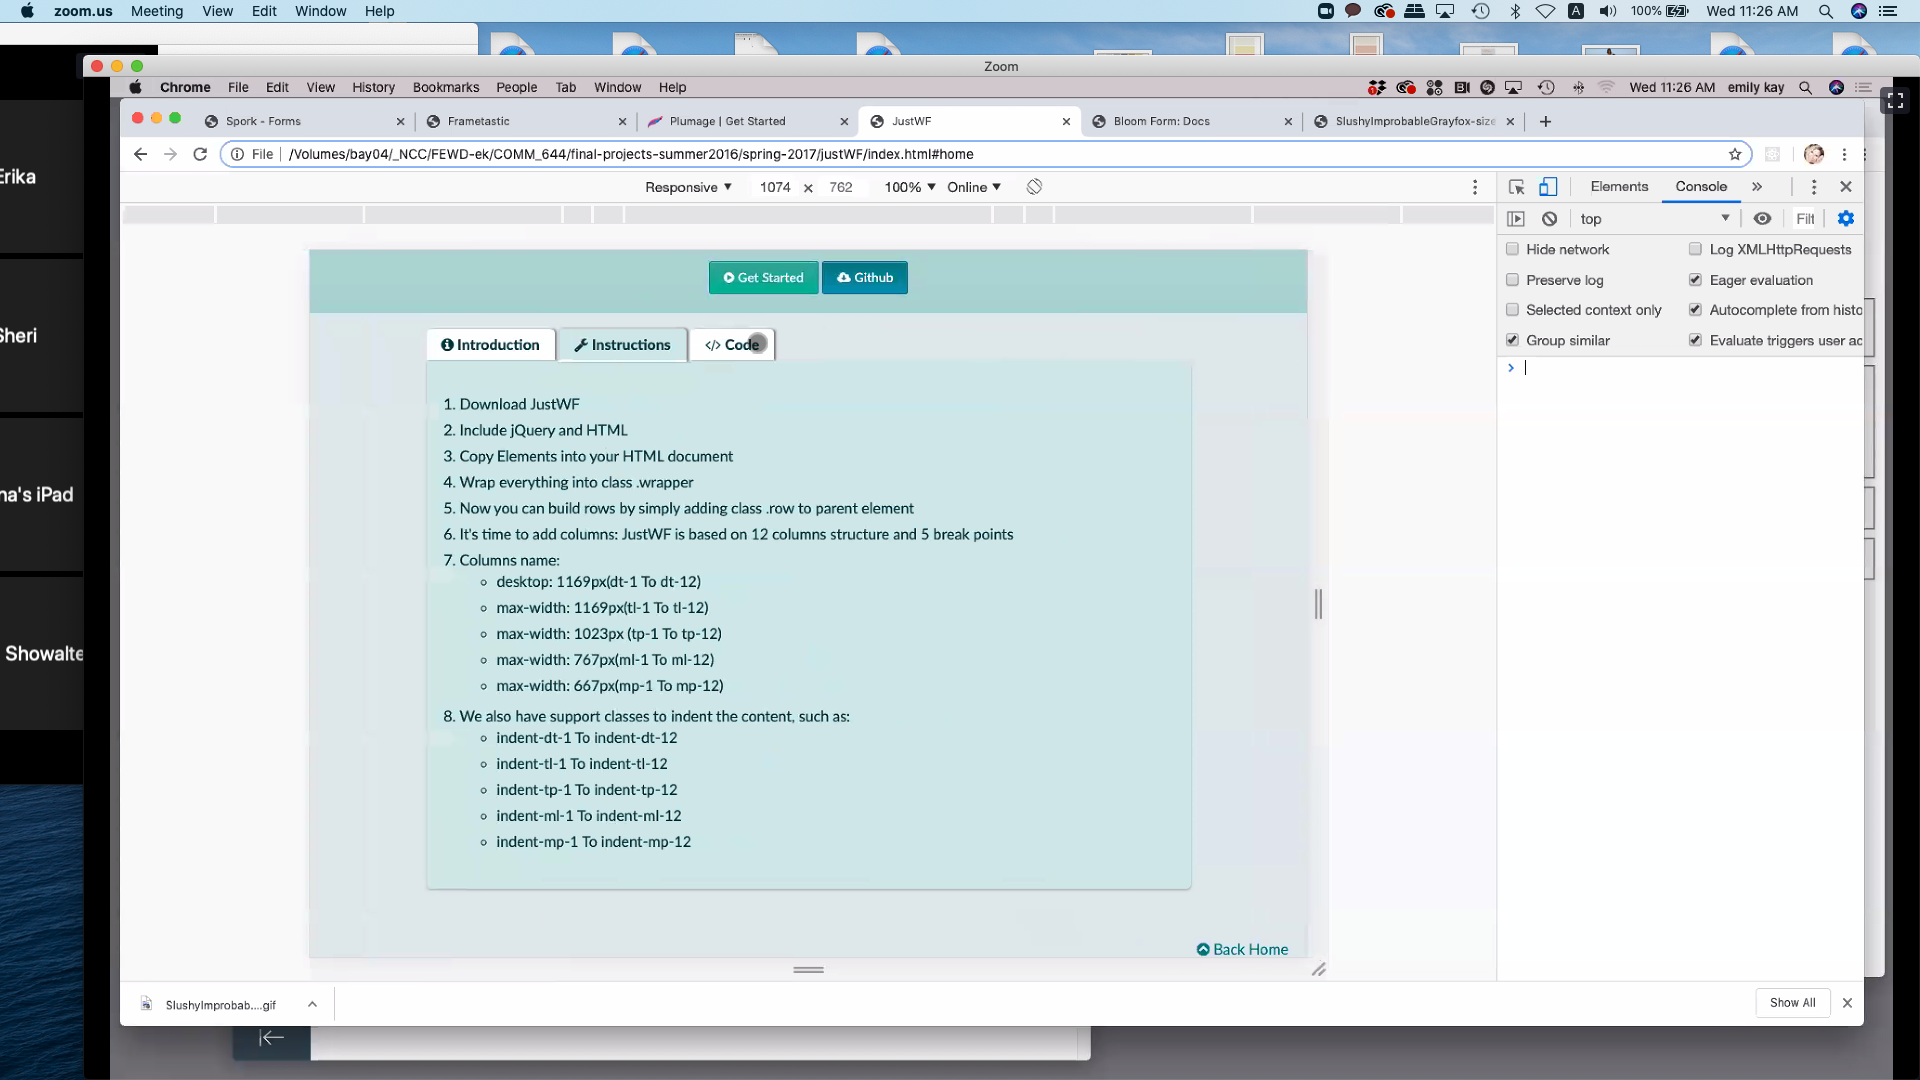 zoom.us Meeting View Edit Window Help
100% Wed 11:26 AM
Zoom
Chrome File Edit View History Bookmarks People Tab Window Help
Wed 11:26 AM emily kay
Spork - Forms
Frametastic
Plumage | Get Started
JustWF
Bloom Form: Docs
SlushyImprobableGrayfox-size
File /Volumes/bay04/_NCC/FEWD-ek/COMM_644/final-projects-summer2016/spring-2017/justWF/index.html#home
Responsive 1074 × 762 100% Online
Elements Console »
top
Filt
Hide network
Log XMLHttpRequests
Preserve log
Eager evaluation
Selected context only
Autocomplete from histo
Group similar
Evaluate triggers user ac
Erika
Sheri
na's iPad
Showalte
Get Started
Github
Introduction
Instructions
</> Code
1. Download JustWF
2. Include jQuery and HTML
3. Copy Elements into your HTML document
4. Wrap everything into class .wrapper
5. Now you can build rows by simply adding class .row to parent element
6. It's time to add columns: JustWF is based on 12 columns structure and 5 break points
7. Columns name:
desktop: 1169px(dt-1 To dt-12)
max-width: 1169px(tl-1 To tl-12)
max-width: 1023px (tp-1 To tp-12)
max-width: 767px(ml-1 To ml-12)
max-width: 667px(mp-1 To mp-12)
8. We also have support classes to indent the content, such as:
indent-dt-1 To indent-dt-12
indent-tl-1 To indent-tl-12
indent-tp-1 To indent-tp-12
indent-ml-1 To indent-ml-12
indent-mp-1 To indent-mp-12
Back Home
SlushyImprobab....gif
Show All